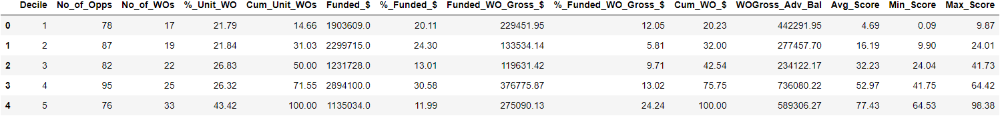 Decile No_of_Opps No_of_WOs %_Unit_WO Cum_Unit_WOs Funded_$ %_Funded_$ Funded_WO_Gross_$ %_Funded_WO_Gross_$ Cum_WO_$ WOGross_Adv_Bal Avg_Score Min_Score Max_Score
0 1 78 17 21.79 14.66 1903609.0 20.11 229451.95 12.05 20.23 442291.95 4.69 0.09 9.87
1 2 87 19 21.84 31.03 2299715.0 24.30 133534.14 5.81 32.00 277457.70 16.19 9.90 24.01
2 3 82 22 26.83 50.00 1231728.0 13.01 119631.42 9.71 42.54 234122.17 32.23 24.04 41.73
3 4 95 25 26.32 71.55 2894100.0 30.58 376775.87 13.02 75.75 736080.22 52.97 41.75 64.42
4 5 76 33 43.42 100.00 1135034.0 11.99 275090.13 24.24 100.00 589306.27 77.43 64.53 98.38